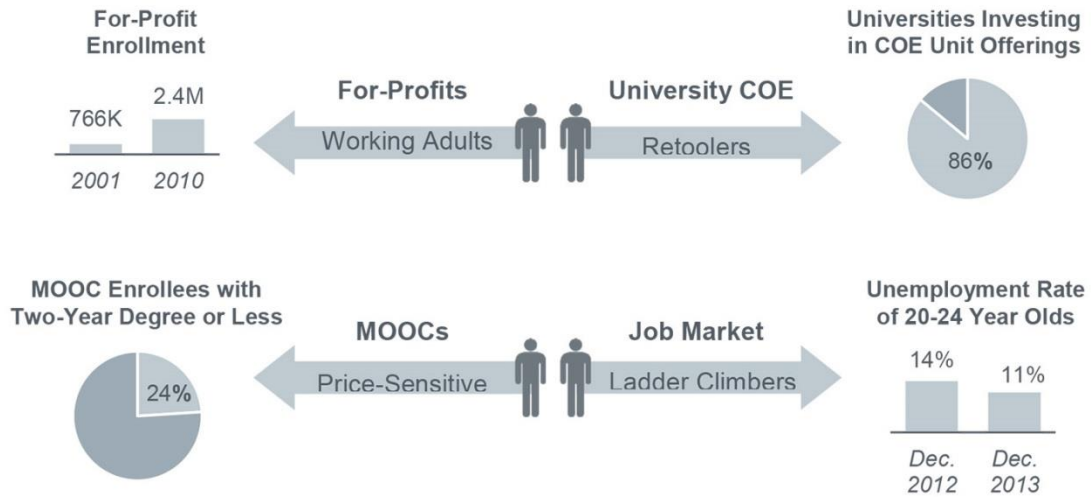 For-Profit
Enrollment
766K
2.4M
2001
2010
For-Profits
Working Adults
University COE
Retoolers
Universities Investing
in COE Unit Offerings
86%
MOOC Enrollees with
Two-Year Degree or Less
24%
MOOCs
Price-Sensitive
Job Market
Ladder Climbers
Unemployment Rate
of 20-24 Year Olds
14%
11%
Dec.
2012
Dec.
2013